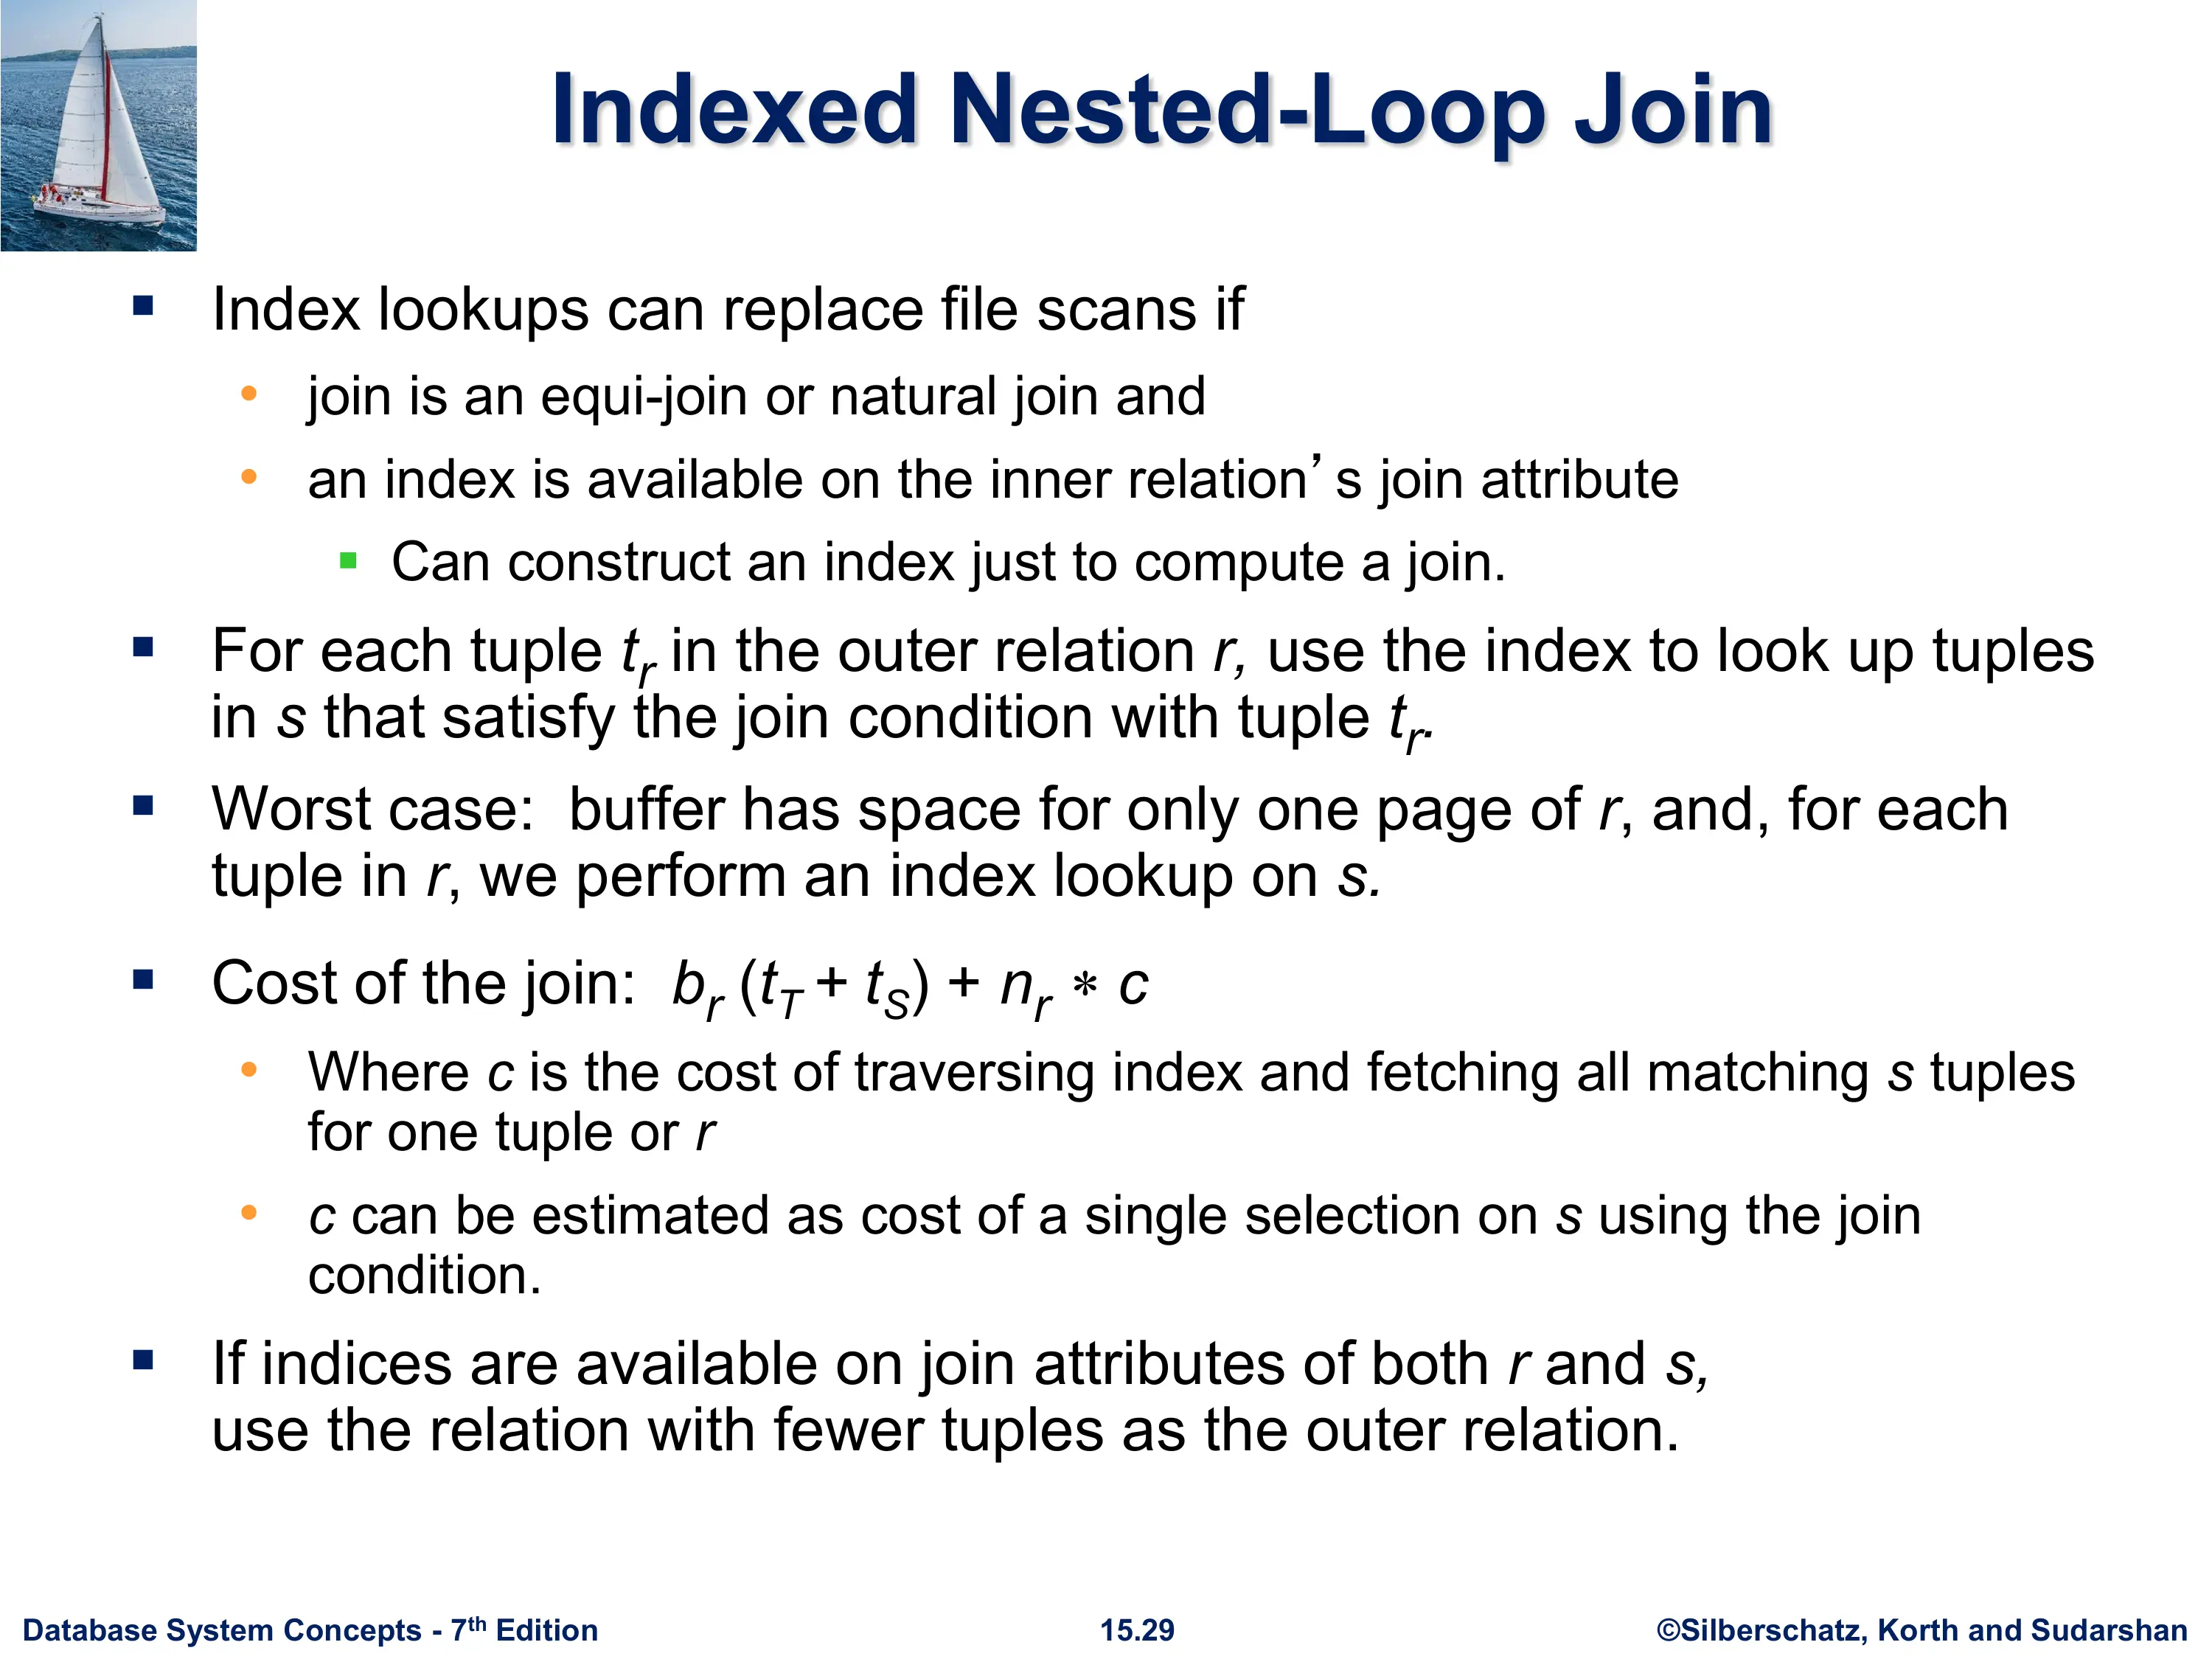 Indexed Nested-Loop Join
▪ Index lookups can replace file scans if
• join is an equi-join or natural join and
• an index is available on the inner relation’s join attribute
▪ Can construct an index just to compute a join.
▪ For each tuple t_r in the outer relation r, use the index to look up tuples
in s that satisfy the join condition with tuple t_r.
▪ Worst case: buffer has space for only one page of r, and, for each
tuple in r, we perform an index lookup on s.
▪ Cost of the join: b_r (t_T + t_S) + n_r ∗ c
• Where c is the cost of traversing index and fetching all matching s tuples
for one tuple or r
• c can be estimated as cost of a single selection on s using the join
condition.
▪ If indices are available on join attributes of both r and s,
use the relation with fewer tuples as the outer relation.
Database System Concepts - 7th Edition 15.29 ©Silberschatz, Korth and Sudarshan